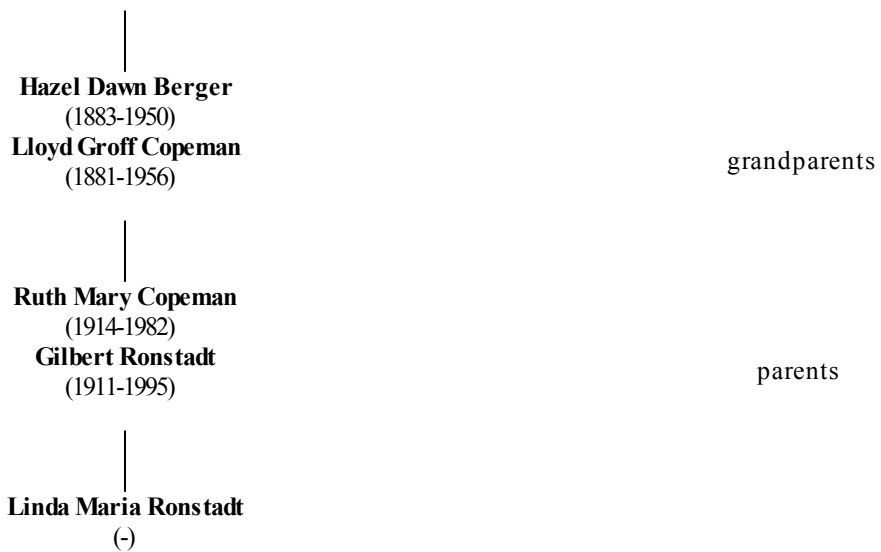 Hazel Dawn Berger
(1883-1950)
Lloyd Groff Copeman
(1881-1956)
grandparents
Ruth Mary Copeman
(1914-1982)
Gilbert Ronstadt
(1911-1995)
parents
Linda Maria Ronstadt
(-)